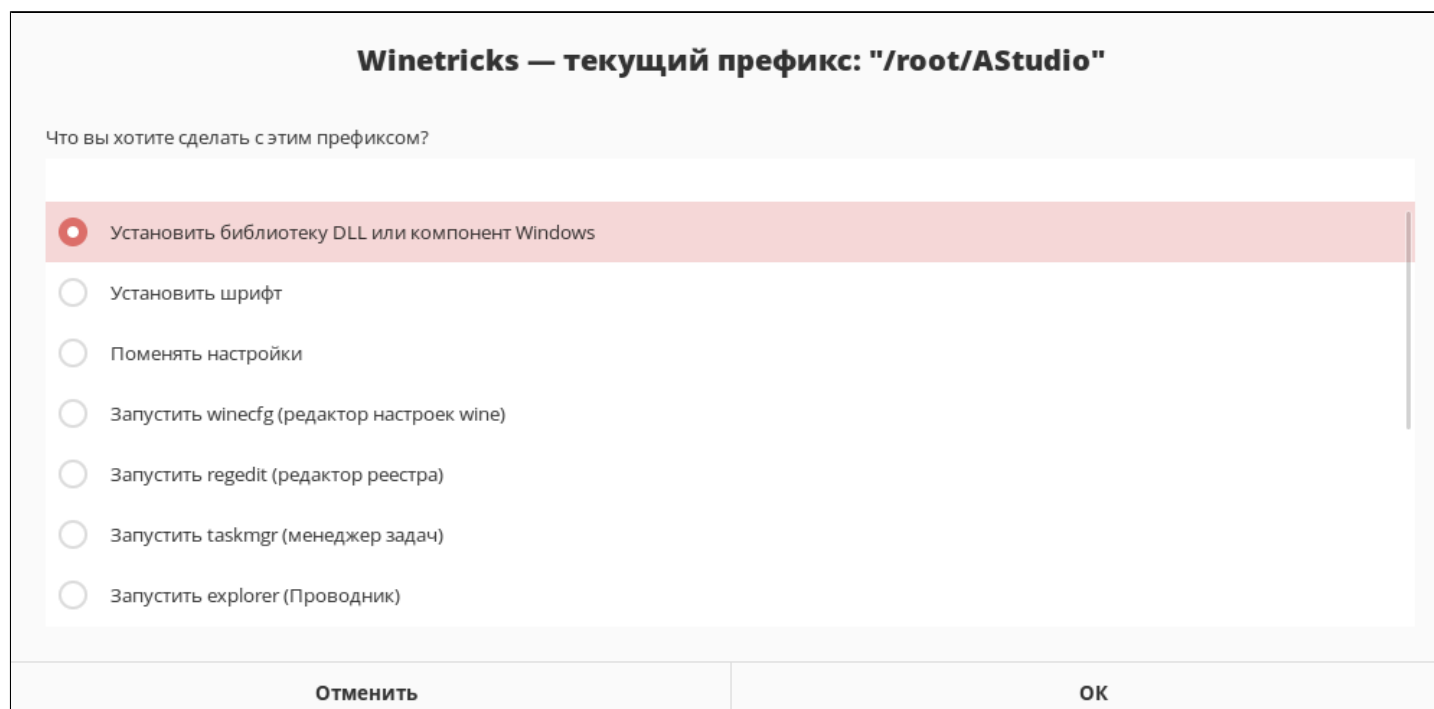 Winetricks — текущий префикс: "/root/AStudio"
Что вы хотите сделать с этим префиксом?
Установить библиотеку DLL или компонент Windows
Установить шрифт
Поменять настройки
Запустить winecfg (редактор настроек wine)
Запустить regedit (редактор реестра)
Запустить taskmgr (менеджер задач)
Запустить explorer (Проводник)
Отменить
ОК